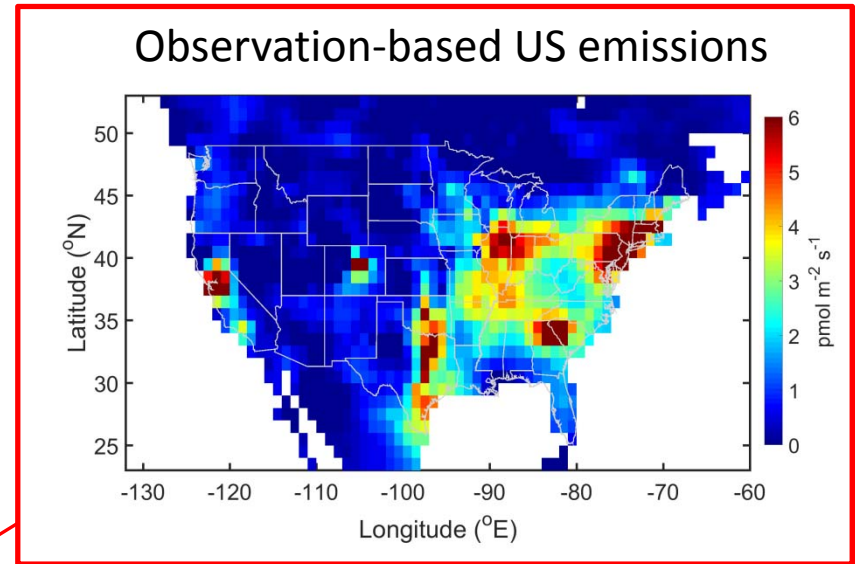 Observation-based US emissions
50
45
40
35
30
25
Latitude (°N)
-130 -120 -110 -100 -90 -80 -70 -60
Longitude (°E)
6
5
4
3
2
1
0
pmol m⁻² s⁻¹